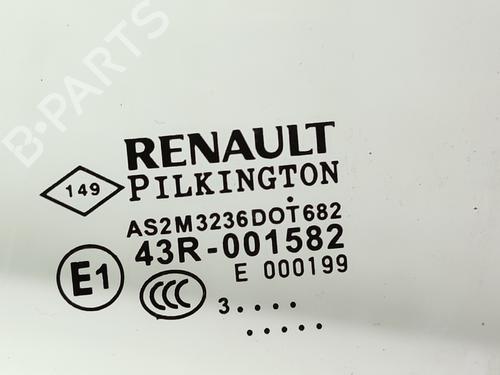 B-PARTS
RENAULT
149
PILKINGTON
AS2M3236DOT682
43R-001582
E1
E 000199
CCC
3....
.....